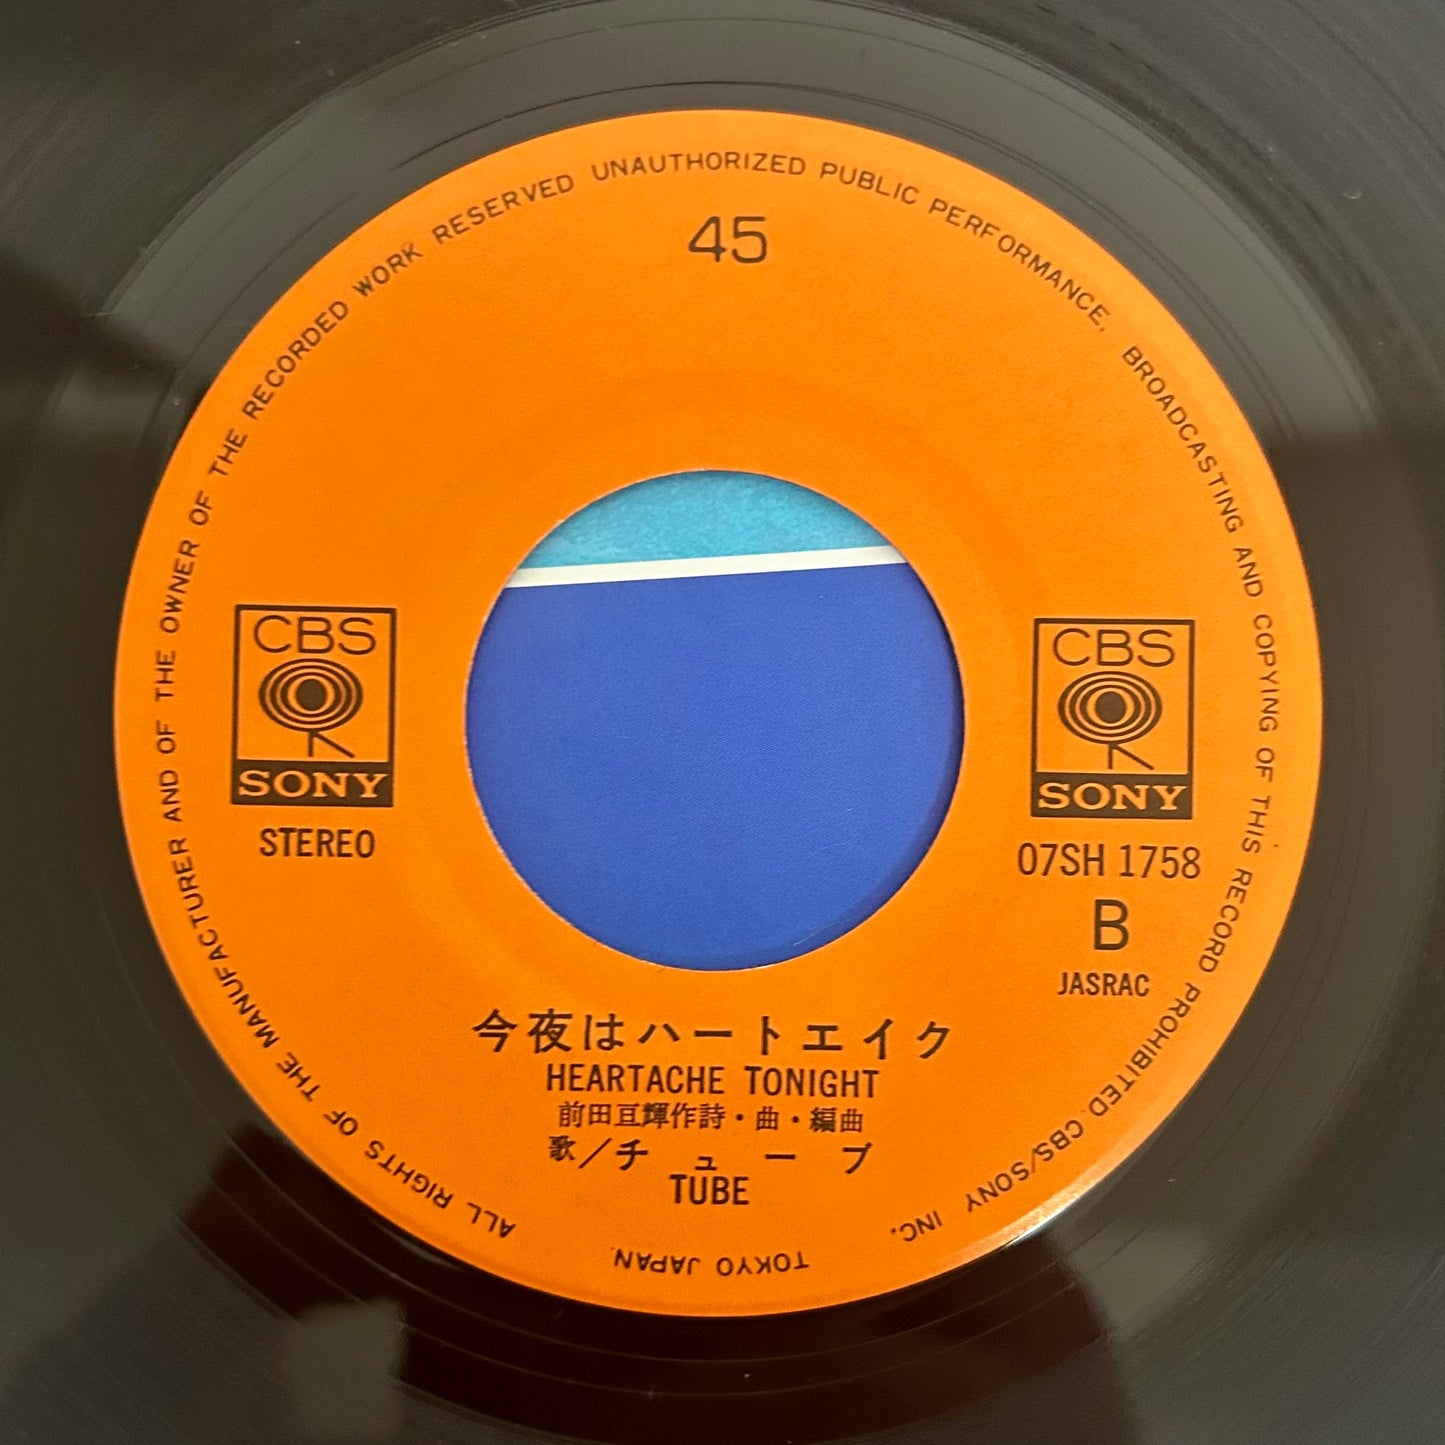 ALL RIGHTS OF THE MANUFACTURER AND OF THE OWNER OF THE RECORDED WORK RESERVED UNAUTHORIZED PUBLIC PERFORMANCE, BROADCASTING AND COPYING OF THIS RECORD PROHIBITED. CBS/SONY INC.
TOKYO JAPAN.
45
CBS
SONY
STEREO
CBS
SONY
07SH 1758
B
JASRAC
今夜はハートエイク
HEARTACHE TONIGHT
前田亘輝作詩・曲・編曲
歌／チューブ
TUBE